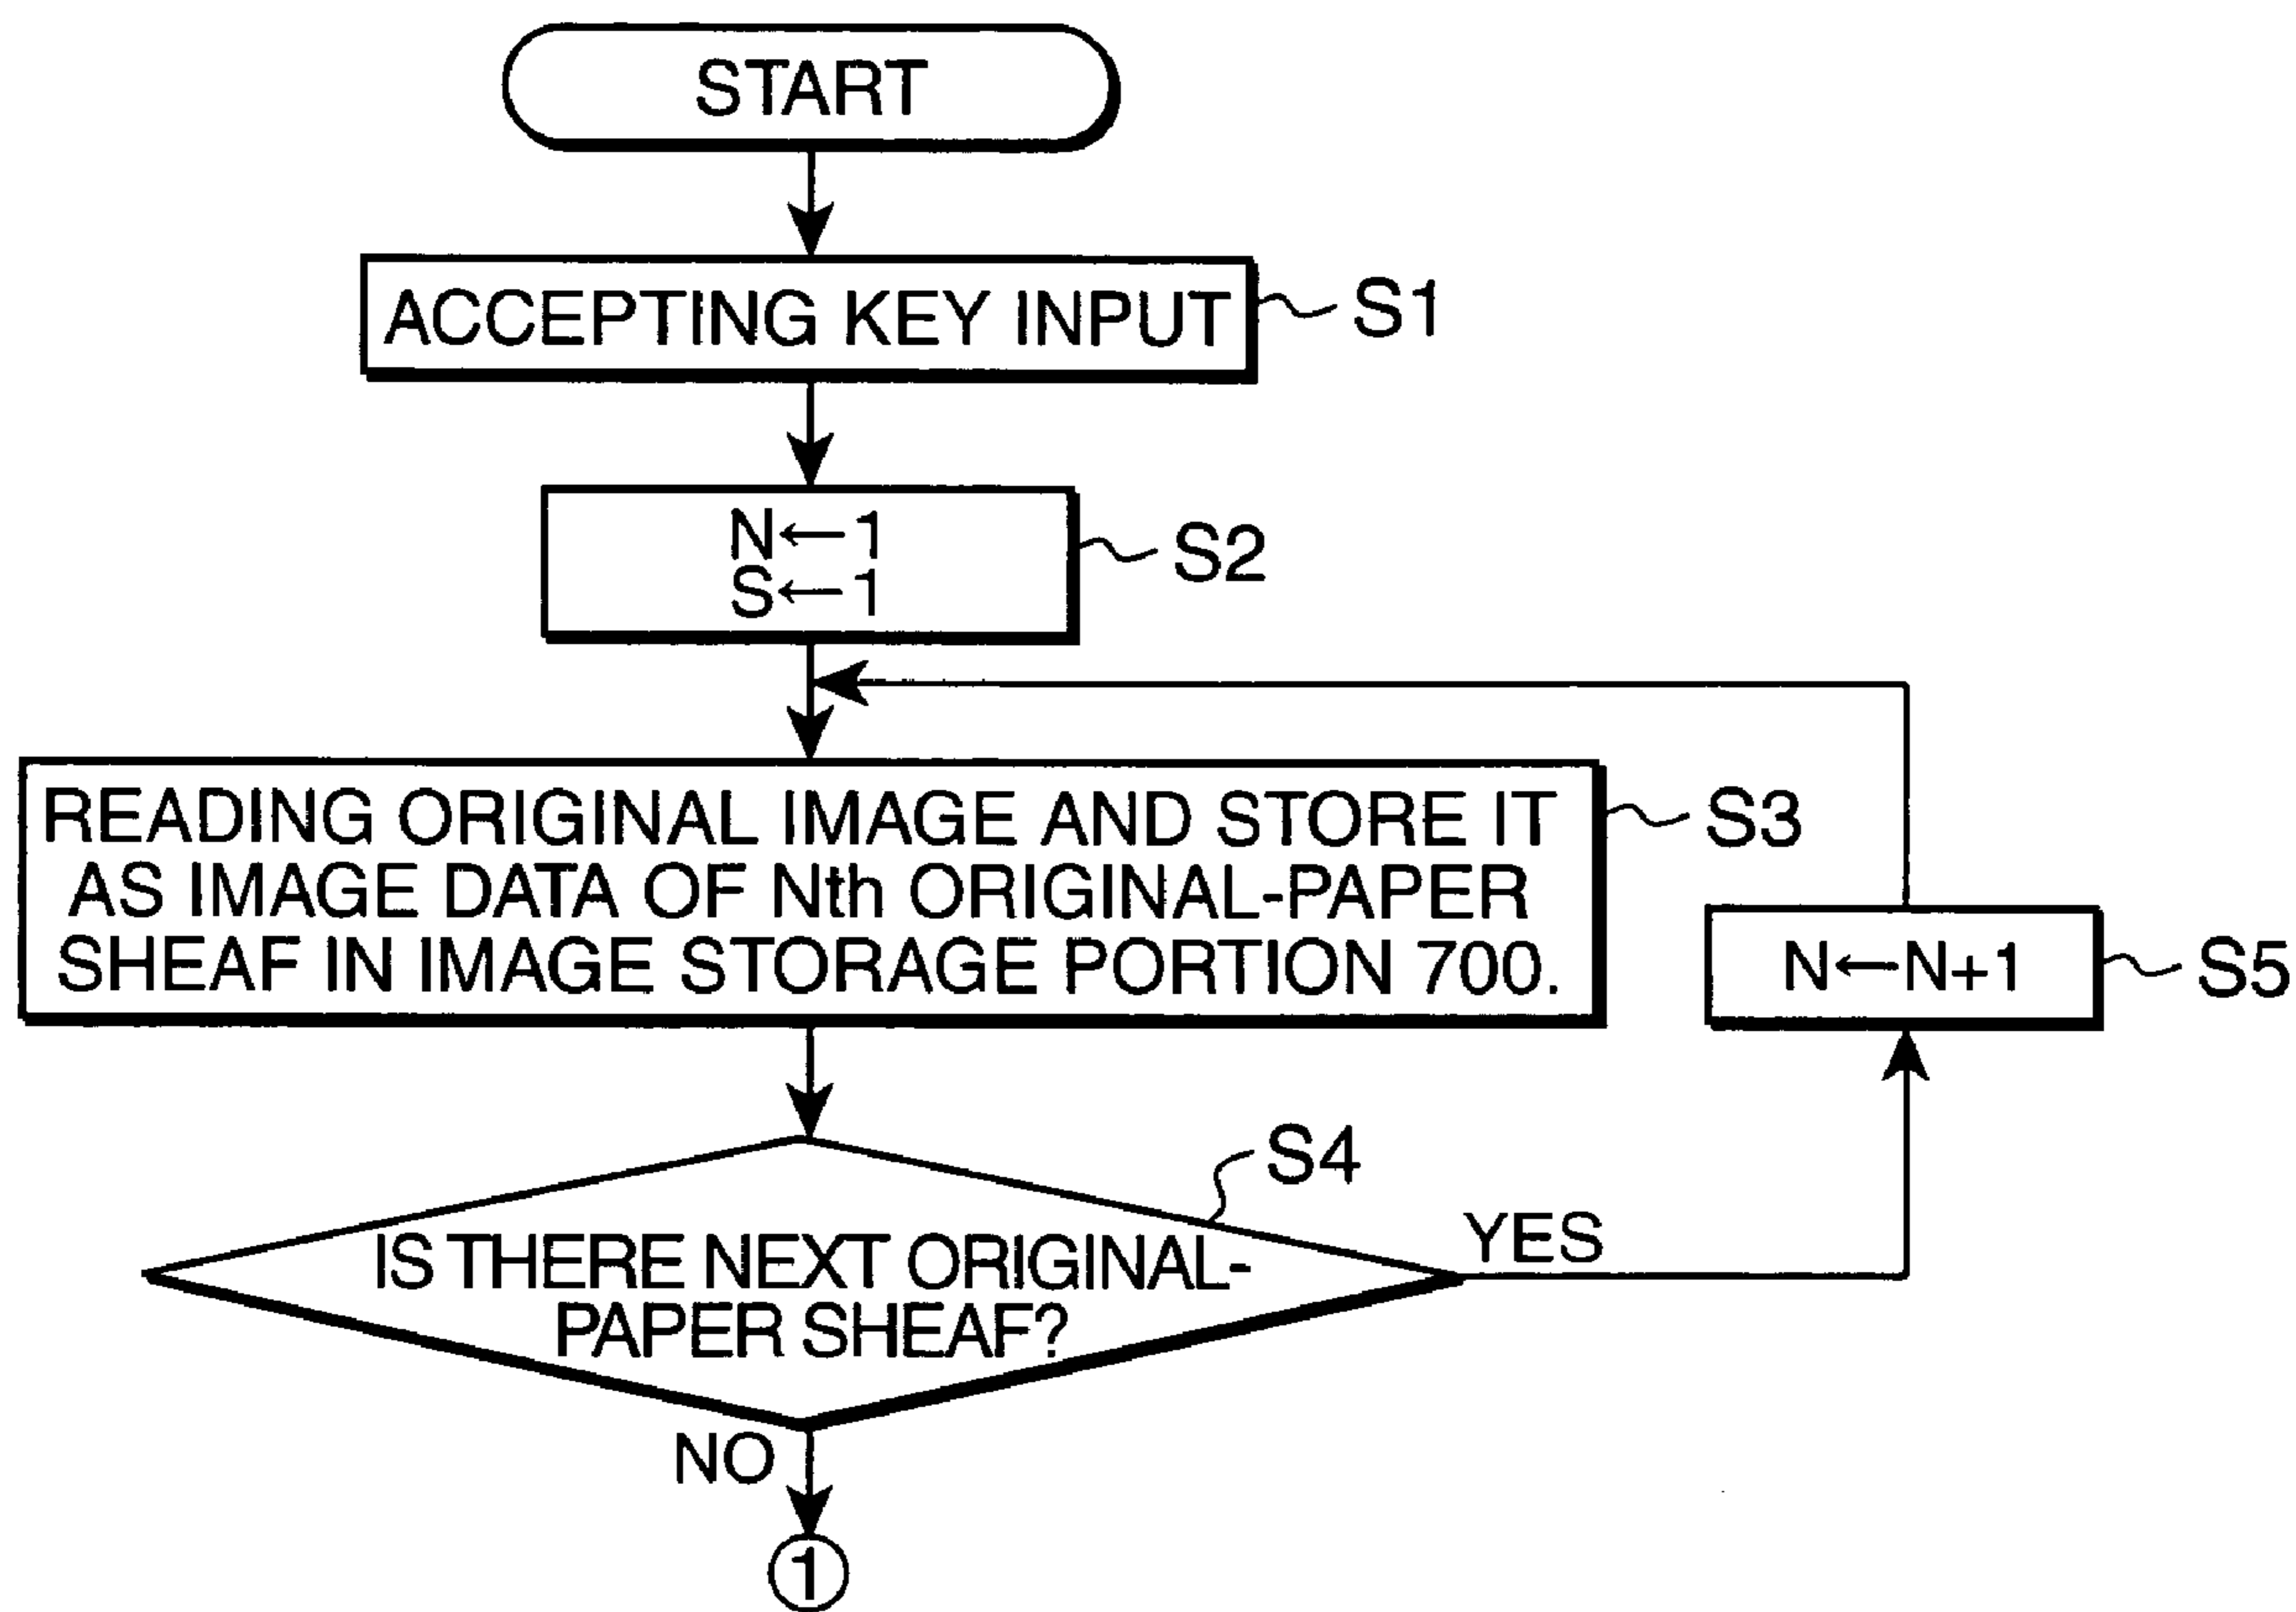 START
ACCEPTING KEY INPUT
S1
N←1
S←1
S2
READING ORIGINAL IMAGE AND STORE IT
AS IMAGE DATA OF Nth ORIGINAL-PAPER
SHEAF IN IMAGE STORAGE PORTION 700.
S3
N←N+1
S5
S4
IS THERE NEXT ORIGINAL-
PAPER SHEAF?
YES
NO
1